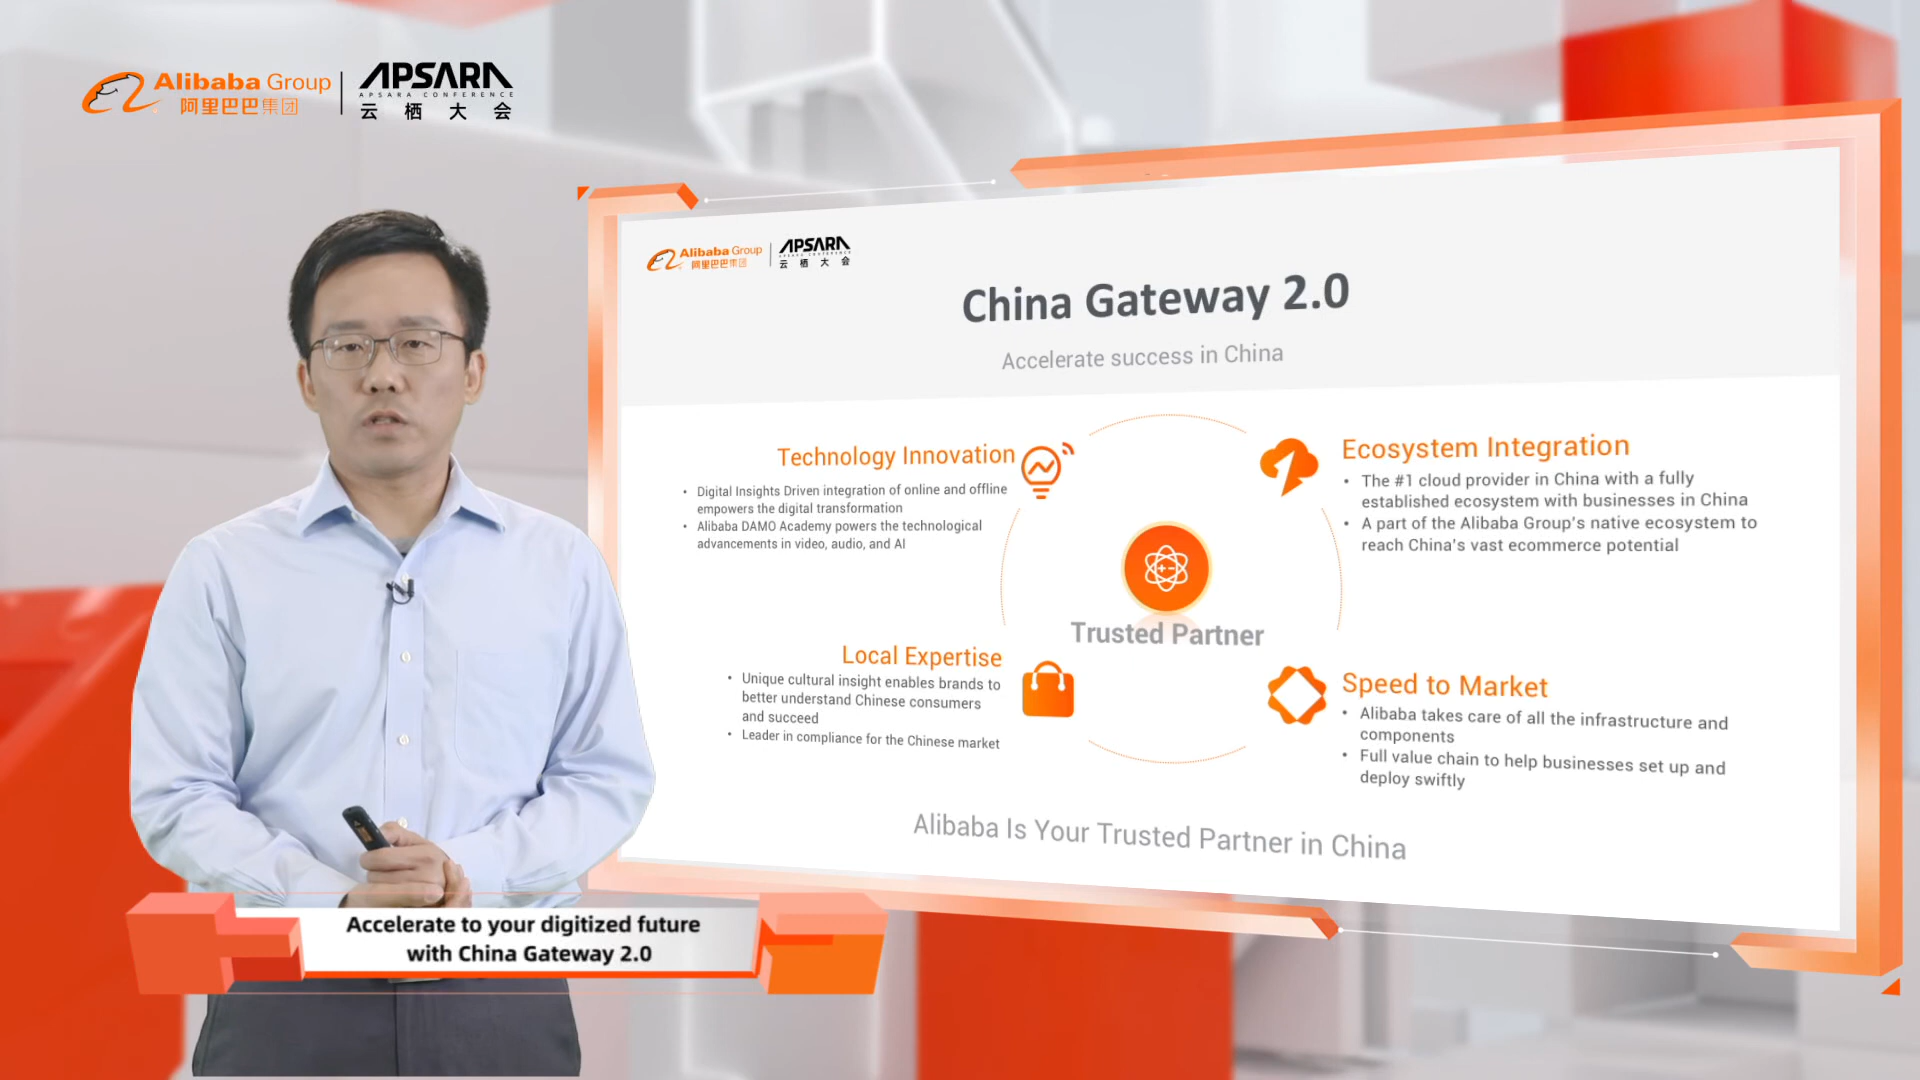 Alibaba Group
阿里巴巴集团
APSARA
APSARA CONFERENCE
云栖大会
Alibaba Group
阿里巴巴集团
APSARA
云栖大会
China Gateway 2.0
Accelerate success in China
Technology Innovation
• Digital Insights Driven integration of online and offline
empowers the digital transformation
• Alibaba DAMO Academy powers the technological
advancements in video, audio, and AI
Ecosystem Integration
• The #1 cloud provider in China with a fully
established ecosystem with businesses in China
• A part of the Alibaba Group's native ecosystem to
reach China's vast ecommerce potential
Trusted Partner
Local Expertise
• Unique cultural insight enables brands to
better understand Chinese consumers
and succeed
• Leader in compliance for the Chinese market
Speed to Market
• Alibaba takes care of all the infrastructure and
components
• Full value chain to help businesses set up and
deploy swiftly
Alibaba Is Your Trusted Partner in China
Accelerate to your digitized future
with China Gateway 2.0